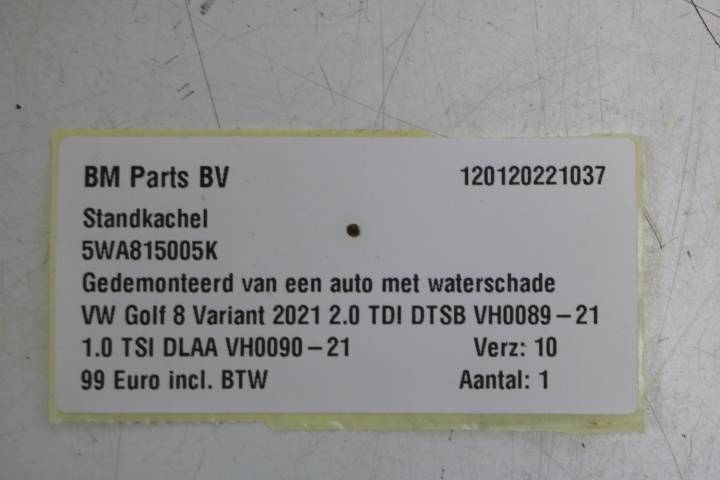 BM Parts BV 120120221037
Standkachel
5WA815005K
Gedemonteerd van een auto met waterschade
VW Golf 8 Variant 2021 2.0 TDI DTSB VH0089-21
1.0 TSI DLAA VH0090-21 Verz: 10
99 Euro incl. BTW Aantal: 1